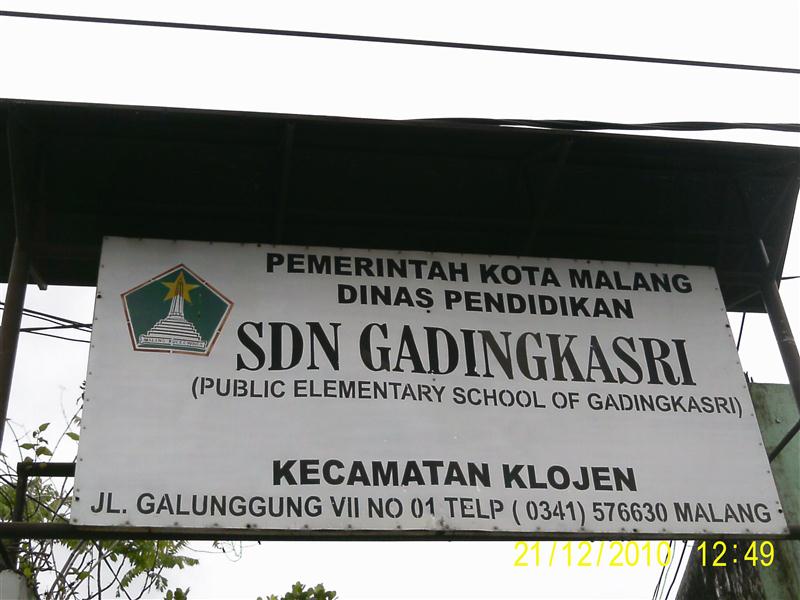 PEMERINTAH KOTA MALANG
DINAS PENDIDIKAN
SDN GADINGKASRI
(PUBLIC ELEMENTARY SCHOOL OF GADINGKASRI)
KECAMATAN KLOJEN
JL. GALUNGGUNG VII NO 01 TELP ( 0341) 576630 MALANG
21/12/2010 12:49